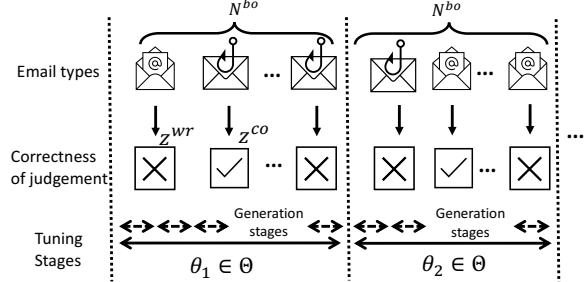 N^{bo} N^{bo}
Email types @ ... @ ... @
z^{wr} z^{co}
Correctness of judgement ... ... ...
Tuning Stages Generation stages Generation stages
θ_1 ∈ Θ θ_2 ∈ Θ